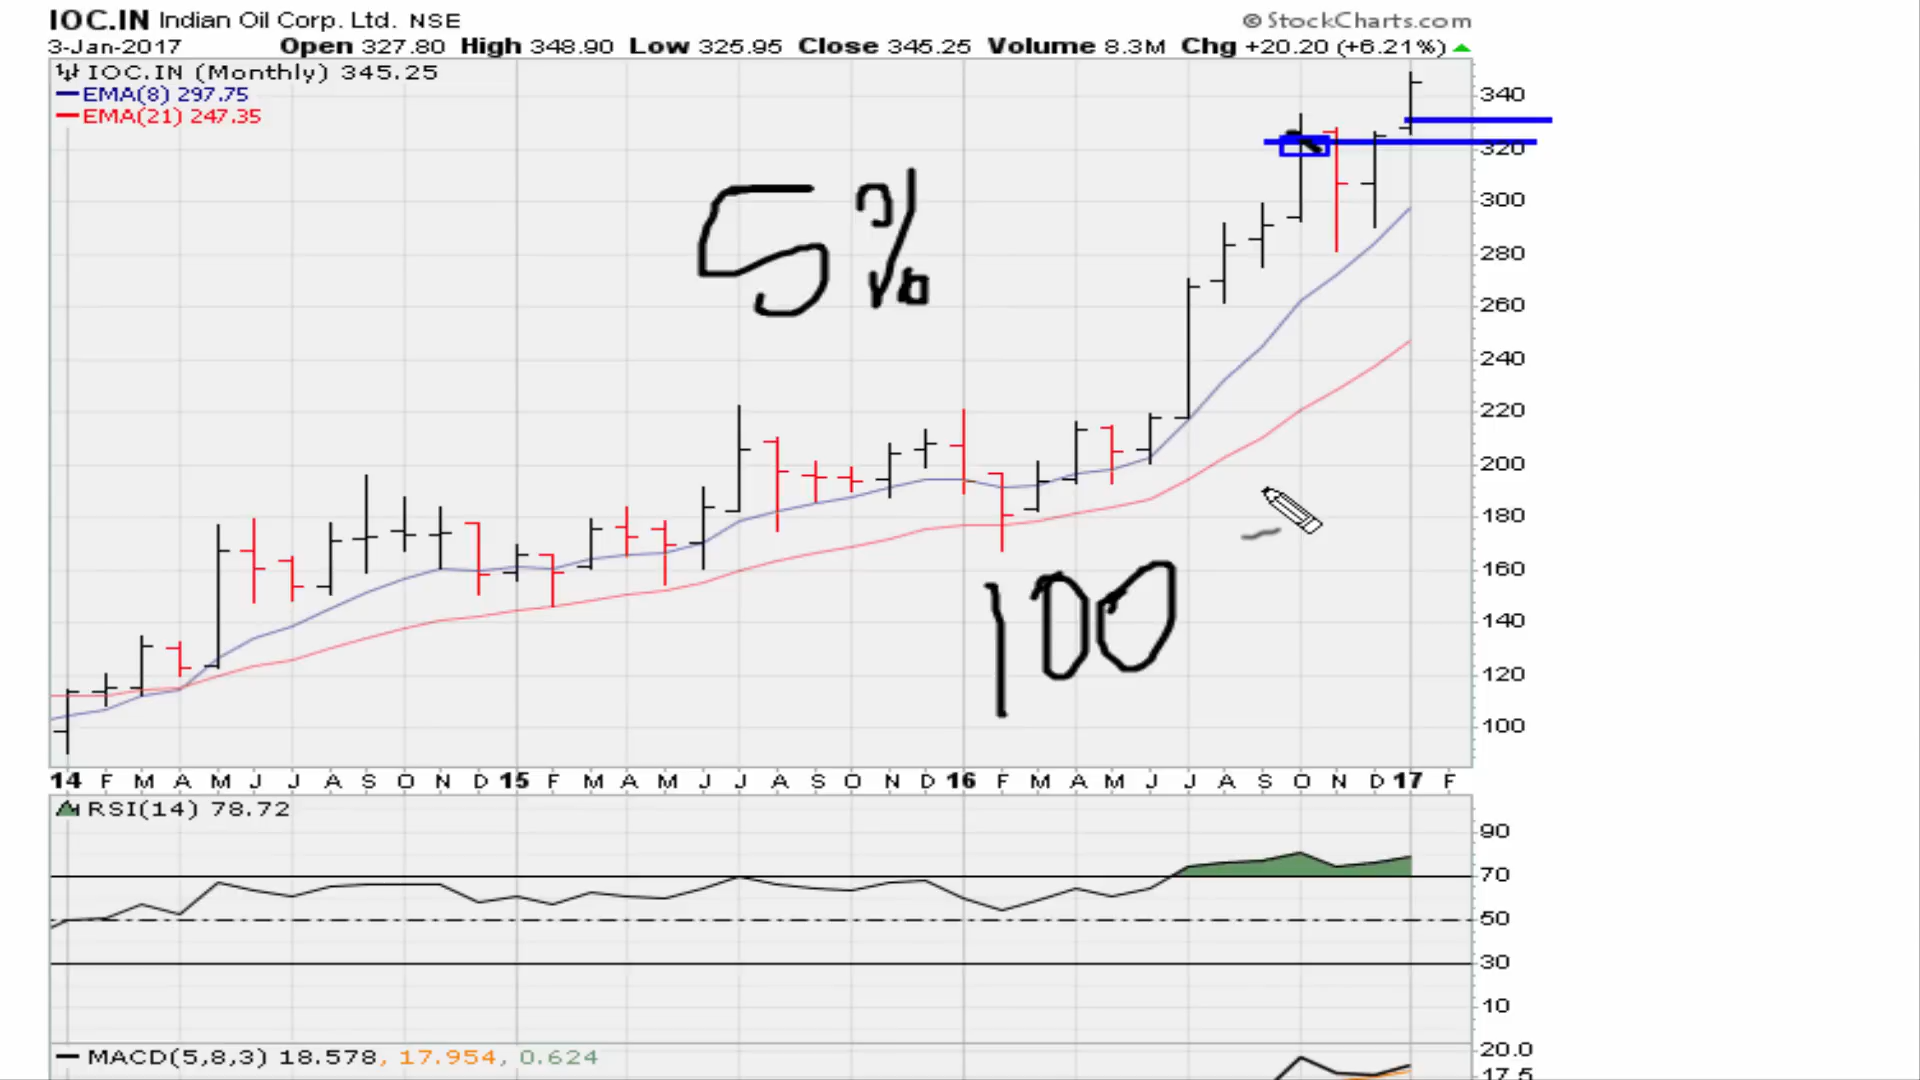 IOC.IN Indian Oil Corp. Ltd. NSE © StockCharts.com
3-Jan-2017 Open 327.80 High 348.90 Low 325.95 Close 345.25 Volume 8.3M Chg +20.20 (+6.21%)
IOC.IN (Monthly) 345.25
EMA(8) 297.75
EMA(21) 247.35
340
320
300
280
260
240
220
200
180
160
140
120
100
5%
100
14 F M A M J J A S O N D 15 F M A M J J A S O N D 16 F M A M J J A S O N D 17 F
RSI(14) 78.72
90
70
50
30
10
MACD(5,8,3) 18.578, 17.954, 0.624
20.0
17.5